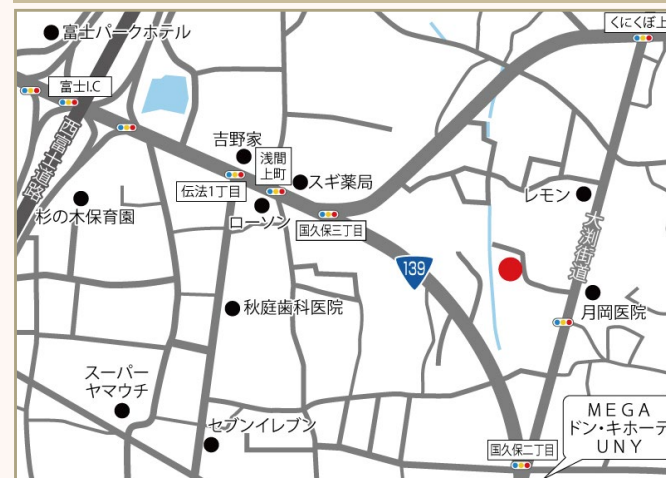 富士パークホテル
くにくぼ上
富士I.C
西富士道路
吉野家
浅間
上町
スギ薬局
伝法1丁目
ローソン
国久保三丁目
杉の木保育園
レモン
大渕街道
139
月岡医院
秋庭歯科医院
スーパー
ヤマウチ
セブンイレブン
国久保二丁目
MEGA
ドン・キホーテ
UNY